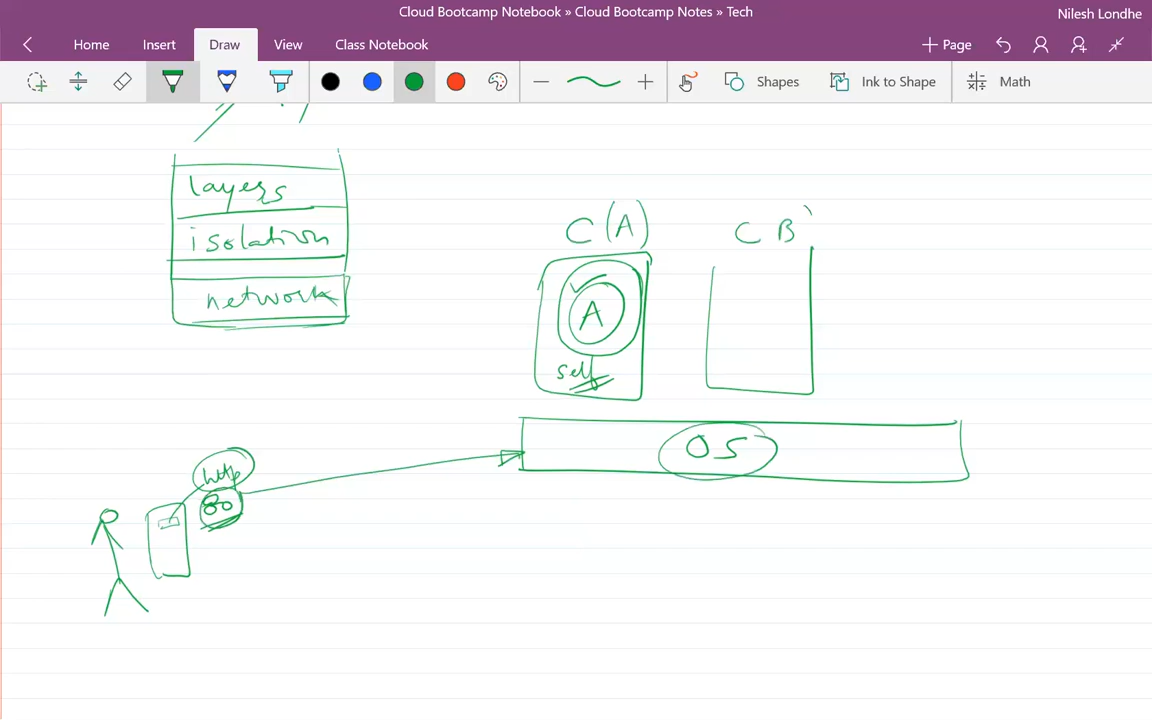 Cloud Bootcamp Notebook » Cloud Bootcamp Notes » Tech
Nilesh Londhe
Home Insert Draw View Class Notebook
Page
Shapes Ink to Shape Math
layers
isolation
network
C (A)
C B
A
self
OS
http
80